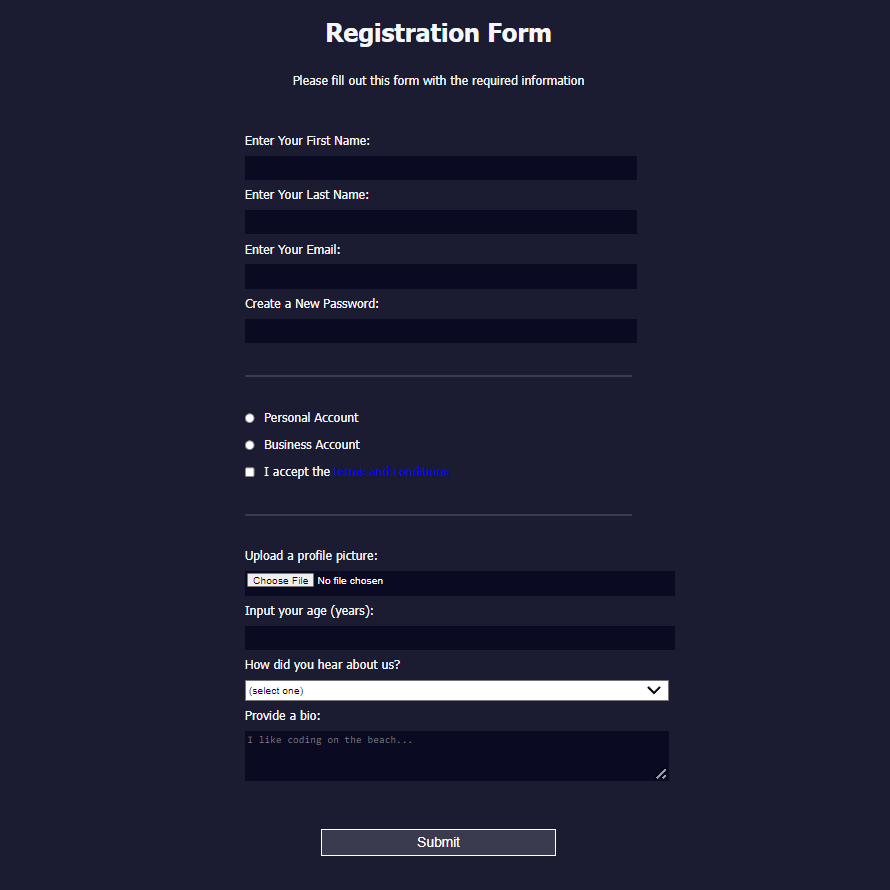 Registration Form
Please fill out this form with the required information
Enter Your First Name:
Enter Your Last Name:
Enter Your Email:
Create a New Password:
Personal Account
Business Account
I accept the terms and conditions
Upload a profile picture:
Choose File No file chosen
Input your age (years):
How did you hear about us?
(select one)
Provide a bio:
I like coding on the beach...
Submit